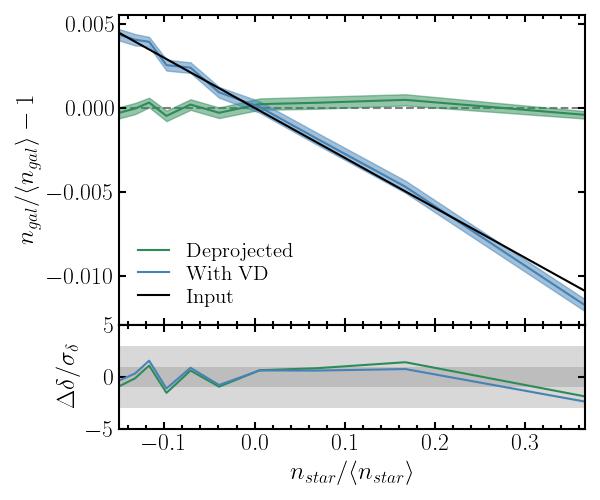 0.005
0.000
−0.005
−0.010
n_gal/⟨n_gal⟩ − 1
Deprojected
With VD
Input
5
0
−5
Δδ/σ_δ
−0.1
0.0
0.1
0.2
0.3
n_star/⟨n_star⟩